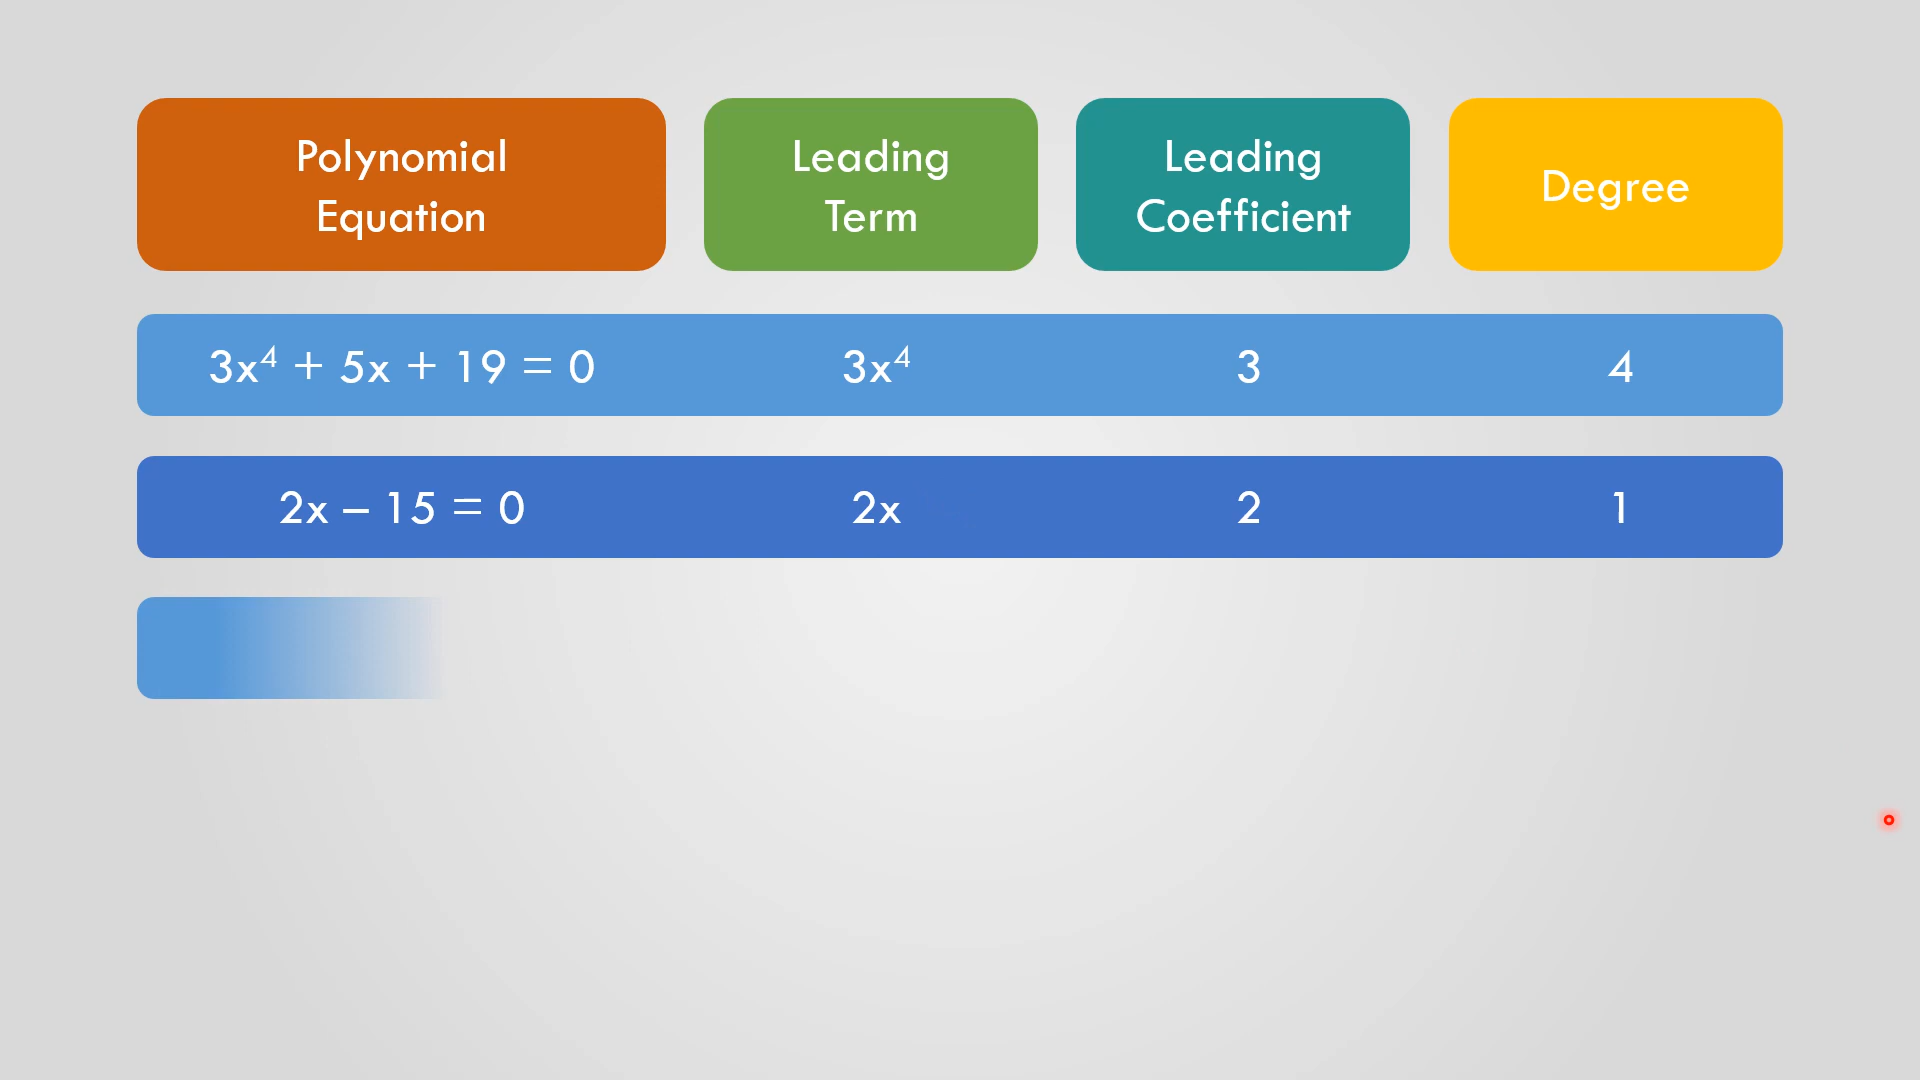 Polynomial
Equation
Leading
Term
Leading
Coefficient
Degree
3x⁴ + 5x + 19 = 0 3x⁴ 3 4
2x – 15 = 0 2x 2 1